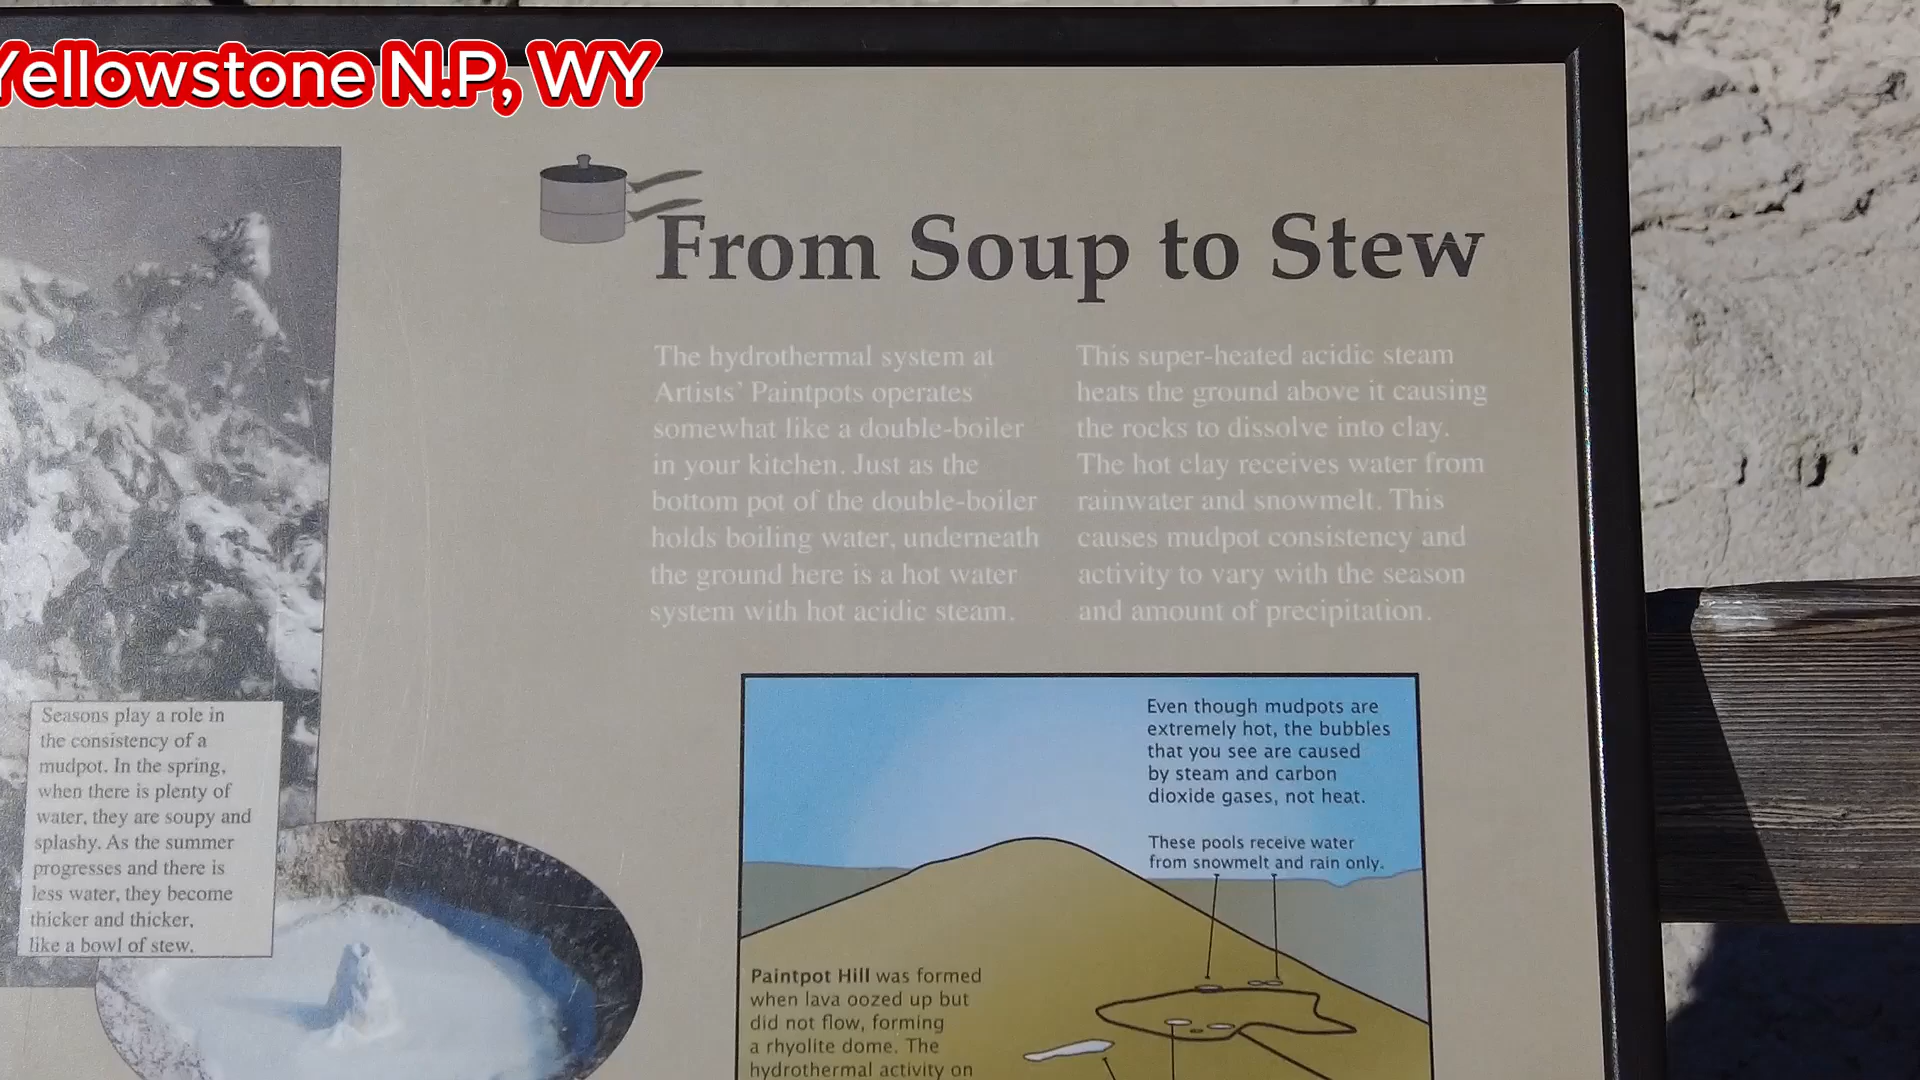 Yellowstone N.P, WY
From Soup to Stew
The hydrothermal system at
Artists' Paintpots operates
somewhat like a double-boiler
in your kitchen. Just as the
bottom pot of the double-boiler
holds boiling water, underneath
the ground here is a hot water
system with hot acidic steam.
This super-heated acidic steam
heats the ground above it causing
the rocks to dissolve into clay.
The hot clay receives water from
rainwater and snowmelt. This
causes mudpot consistency and
activity to vary with the season
and amount of precipitation.
Seasons play a role in
the consistency of a
mudpot. In the spring,
when there is plenty of
water, they are soupy and
splashy. As the summer
progresses and there is
less water, they become
thicker and thicker,
like a bowl of stew.
Even though mudpots are
extremely hot, the bubbles
that you see are caused
by steam and carbon
dioxide gases, not heat.
These pools receive water
from snowmelt and rain only.
Paintpot Hill was formed
when lava oozed up but
did not flow, forming
a rhyolite dome. The
hydrothermal activity on